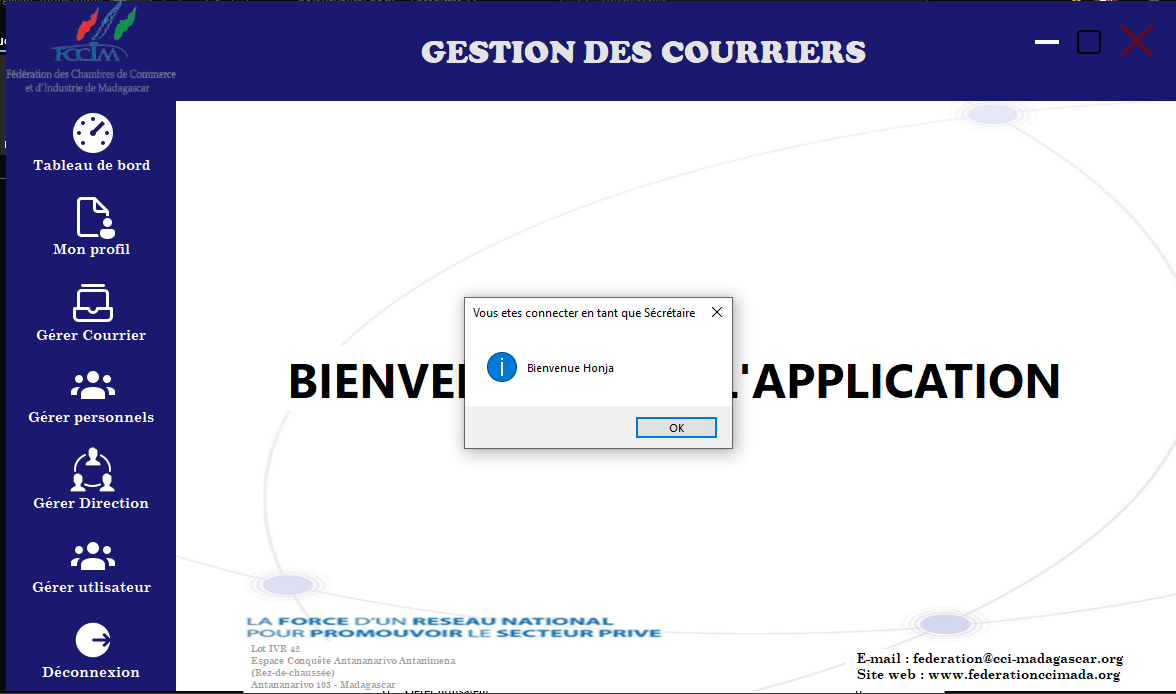 FCCIM
Fédération des Chambres de Commerce
et d'Industrie de Madagascar
GESTION DES COURRIERS
Tableau de bord
Mon profil
Gérer Courrier
Gérer personnels
Gérer Direction
Gérer utlisateur
Déconnexion
Vous etes connecter en tant que Sécrétaire
Bienvenue Honja
OK
BIENVE L'APPLICATION
LA FORCE D'UN RESEAU NATIONAL
POUR PROMOUVOIR LE SECTEUR PRIVE
Lot IVR 42
Espace Conquête Antananarivo Antanimena
(Rez-de-chaussée)
Antananarivo 103 - Madagascar
E-mail : federation@cci-madagascar.org
Site web : www.federationccimada.org